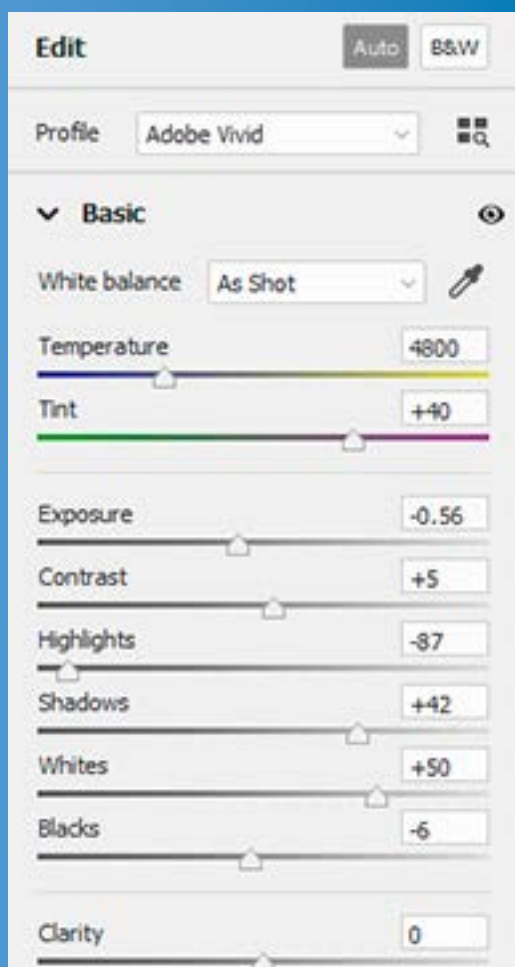 Edit Auto B&W
Profile Adobe Vivid
Basic
White balance As Shot
Temperature 4800
Tint +40
Exposure -0.56
Contrast +5
Highlights -87
Shadows +42
Whites +50
Blacks -6
Clarity 0